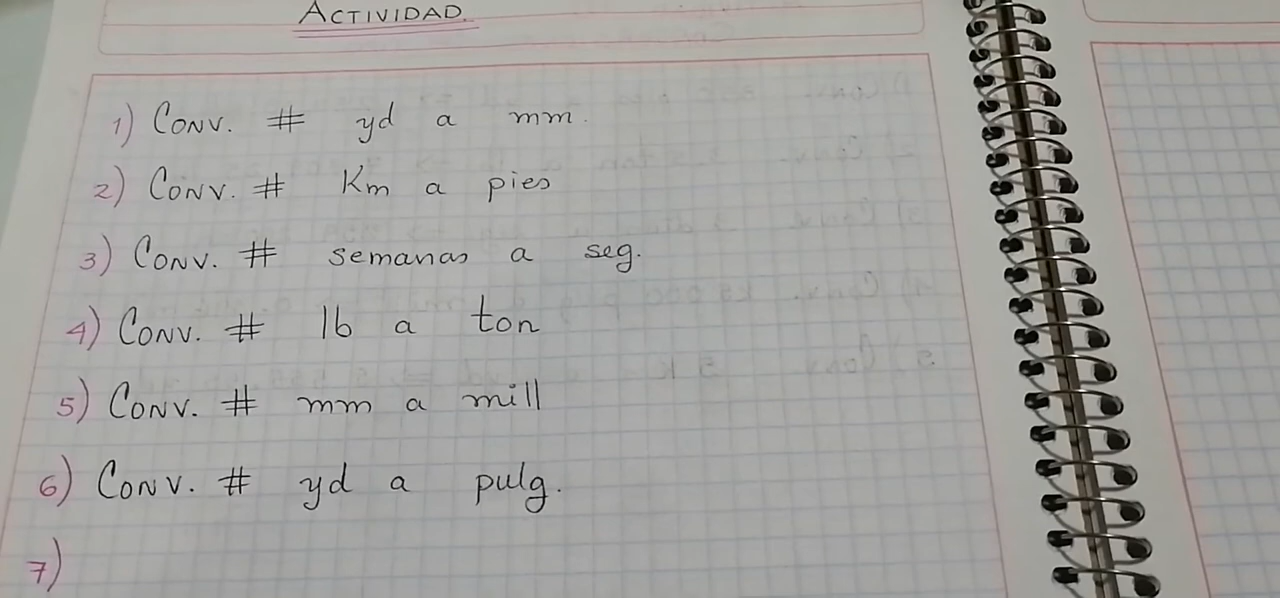 ACTIVIDAD.
1) CONV. # yd a mm.
2) CONV. # Km a pies
3) CONV. # semanas a seg.
4) CONV. # lb a ton
5) CONV. # mm a mill
6) CONV. # yd a pulg.
7)